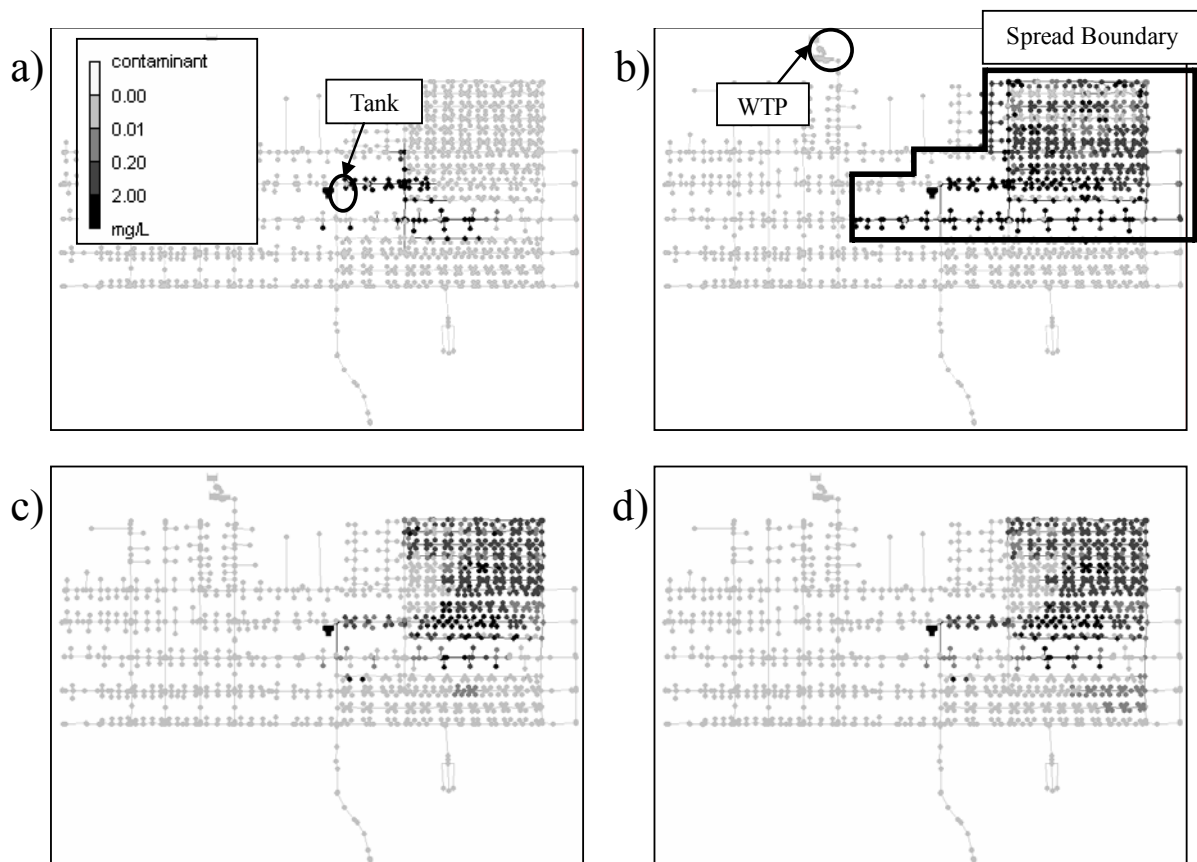 a)
contaminant
0.00
0.01
0.20
2.00
mg/L
Tank
b)
WTP
Spread Boundary
c)
d)